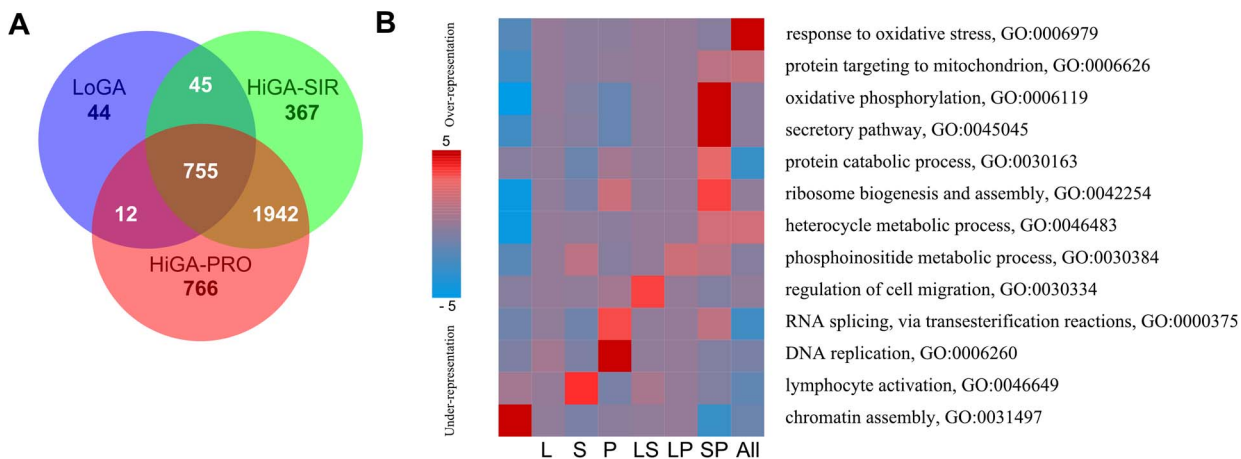 A
LoGA
44
45
HiGA-SIR
367
755
12
1942
HiGA-PRO
766
B
Over-representation
5
- 5
Under-representation
response to oxidative stress, GO:0006979
protein targeting to mitochondrion, GO:0006626
oxidative phosphorylation, GO:0006119
secretory pathway, GO:0045045
protein catabolic process, GO:0030163
ribosome biogenesis and assembly, GO:0042254
heterocycle metabolic process, GO:0046483
phosphoinositide metabolic process, GO:0030384
regulation of cell migration, GO:0030334
RNA splicing, via transesterification reactions, GO:0000375
DNA replication, GO:0006260
lymphocyte activation, GO:0046649
chromatin assembly, GO:0031497
L S P LS LP SP All